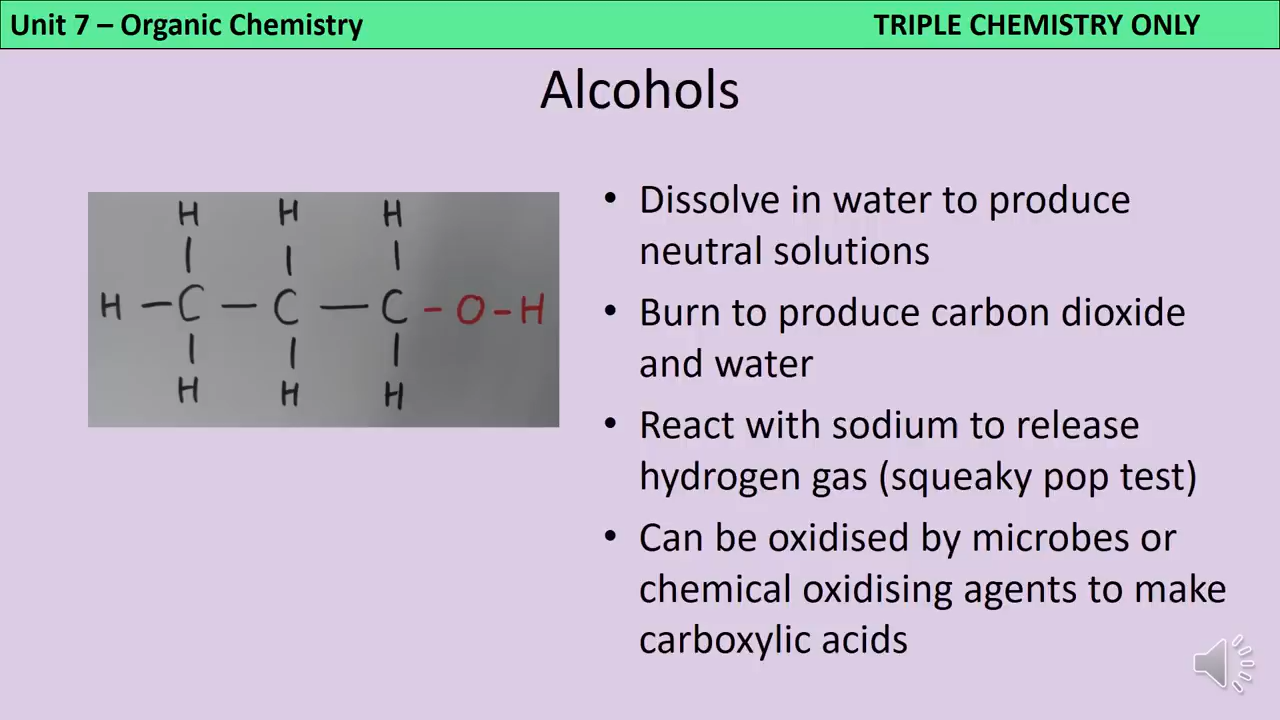 Unit 7 – Organic Chemistry
TRIPLE CHEMISTRY ONLY
Alcohols
H H H
| | |
H – C – C – C - O - H
| | |
H H H
• Dissolve in water to produce
neutral solutions
• Burn to produce carbon dioxide
and water
• React with sodium to release
hydrogen gas (squeaky pop test)
• Can be oxidised by microbes or
chemical oxidising agents to make
carboxylic acids